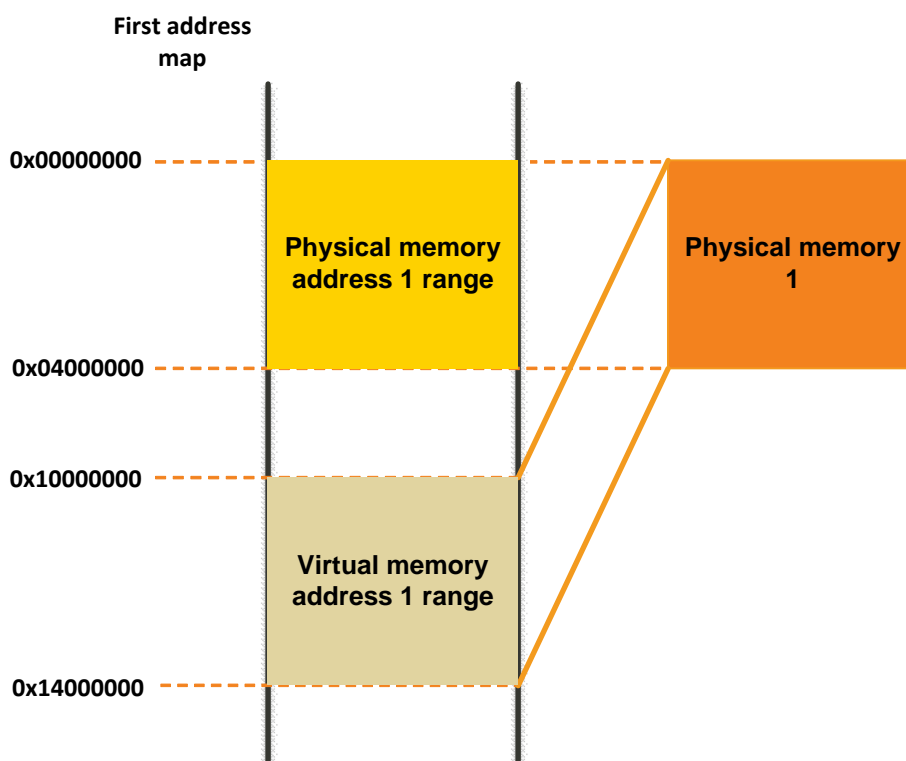 First address
map
0x00000000
Physical memory
address 1 range
Physical memory
1
0x04000000
0x10000000
Virtual memory
address 1 range
0x14000000